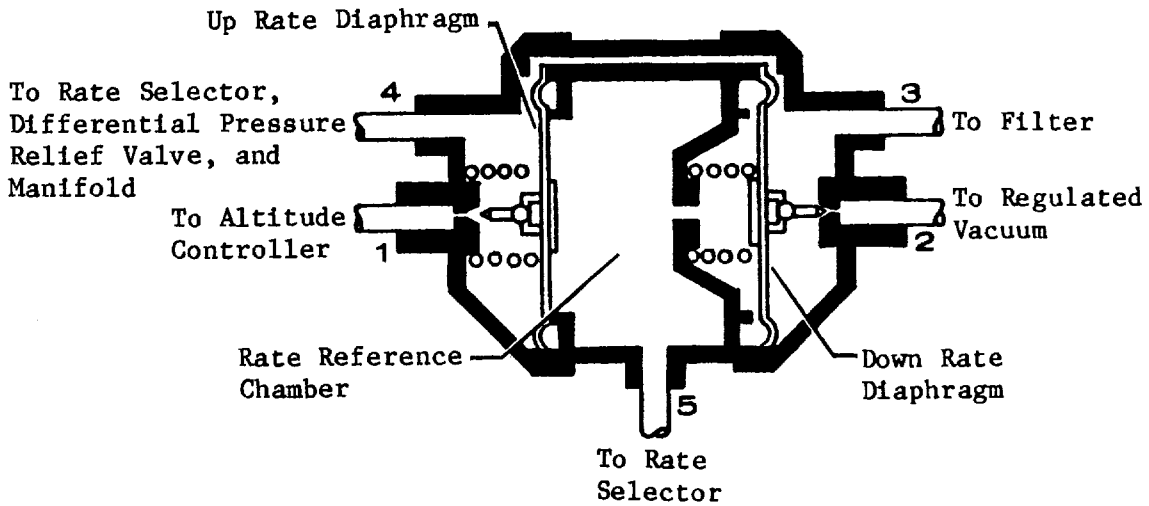 Up Rate Diaphragm
4
To Rate Selector,
Differential Pressure
Relief Valve, and
Manifold
3
To Filter
To Altitude
Controller
1
To Regulated
Vacuum
2
Rate Reference
Chamber
Down Rate
Diaphragm
5
To Rate
Selector